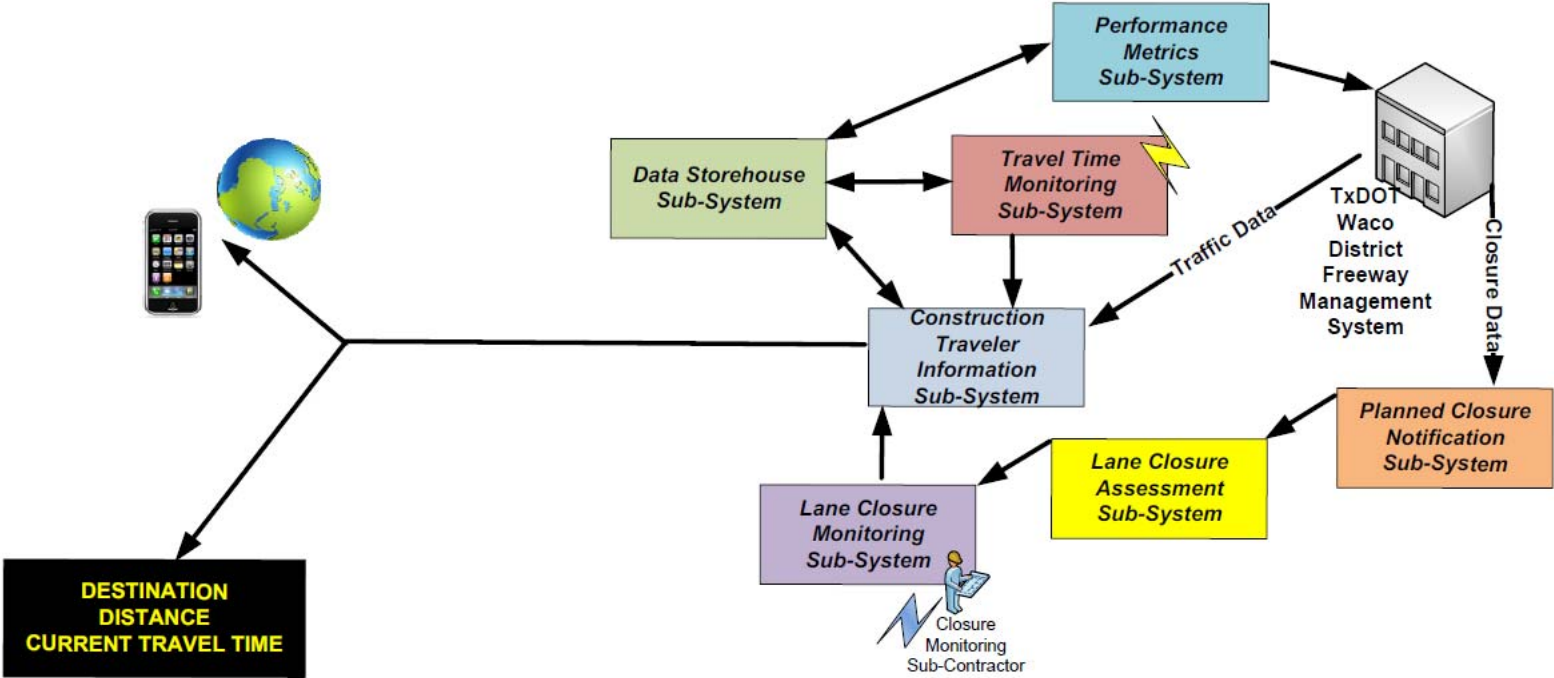 Performance
Metrics
Sub-System
Data Storehouse
Sub-System
Travel Time
Monitoring
Sub-System
TxDOT
Waco
District
Freeway
Management
System
Traffic Data
Closure Data
Construction
Traveler
Information
Sub-System
Planned Closure
Notification
Sub-System
Lane Closure
Assessment
Sub-System
Lane Closure
Monitoring
Sub-System
Closure
Monitoring
Sub-Contractor
DESTINATION
DISTANCE
CURRENT TRAVEL TIME